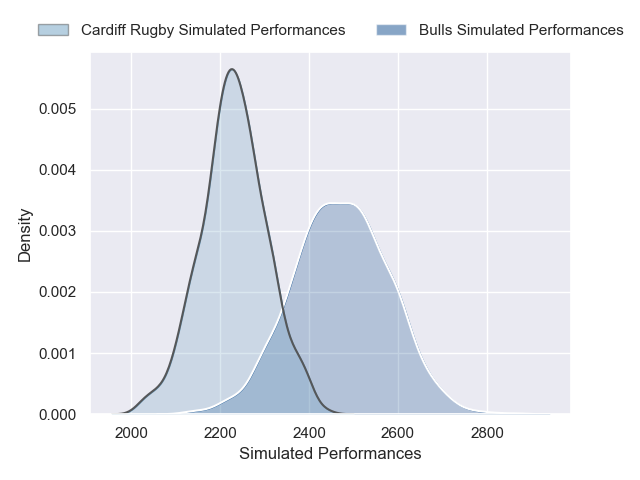 Cardiff Rugby Simulated Performances Bulls Simulated Performances
0.005
0.004
0.003
0.002
0.001
0.000
Density
2000 2200 2400 2600 2800
Simulated Performances